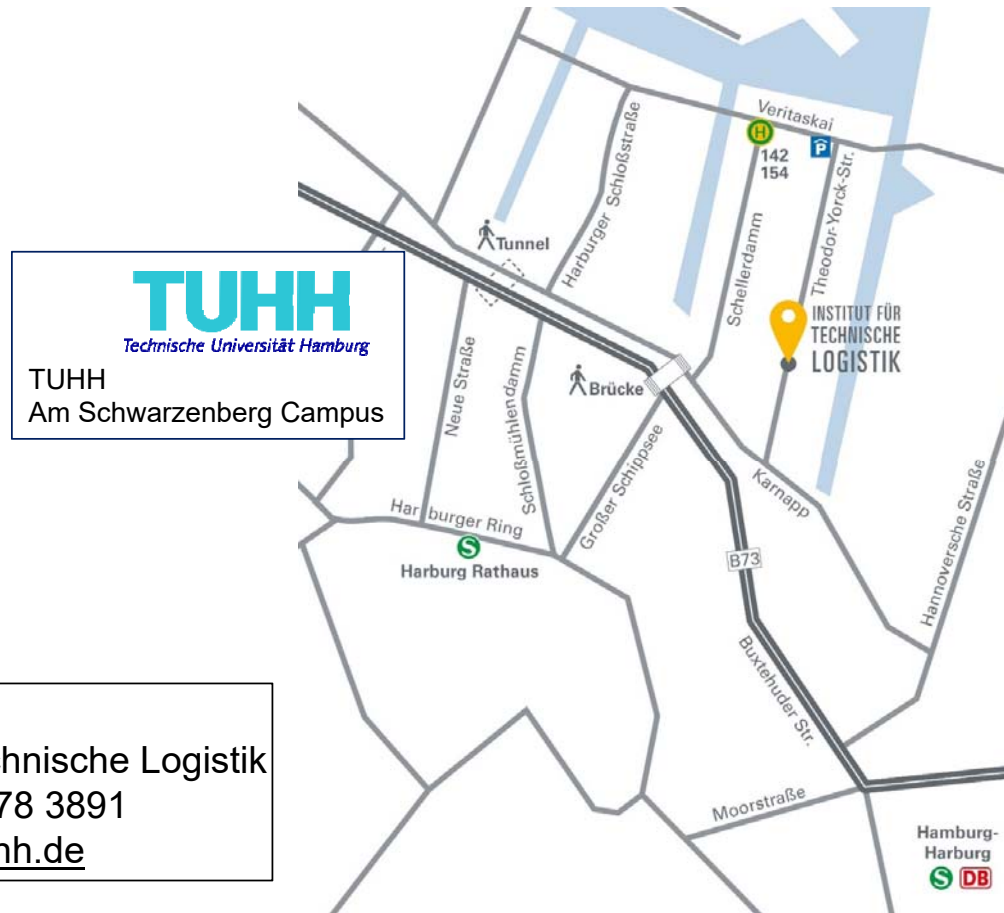 Veritaskai
H
142
154
P
Harburger Schloßstraße
Theodor-Yorck-Str.
Tunnel
Schellerdamm
INSTITUT FÜR
TECHNISCHE
LOGISTIK
TUHH
Technische Universität Hamburg
TUHH
Am Schwarzenberg Campus
Neue Straße
Schloßmühlendamm
Brücke
Großer Schippsee
Karnapp
Hannoversche Straße
Harburger Ring
S
Harburg Rathaus
B73
Buxtehuder Str.
hnische Logistik
78 3891
hh.de
Moorstraße
Hamburg-
Harburg
S DB